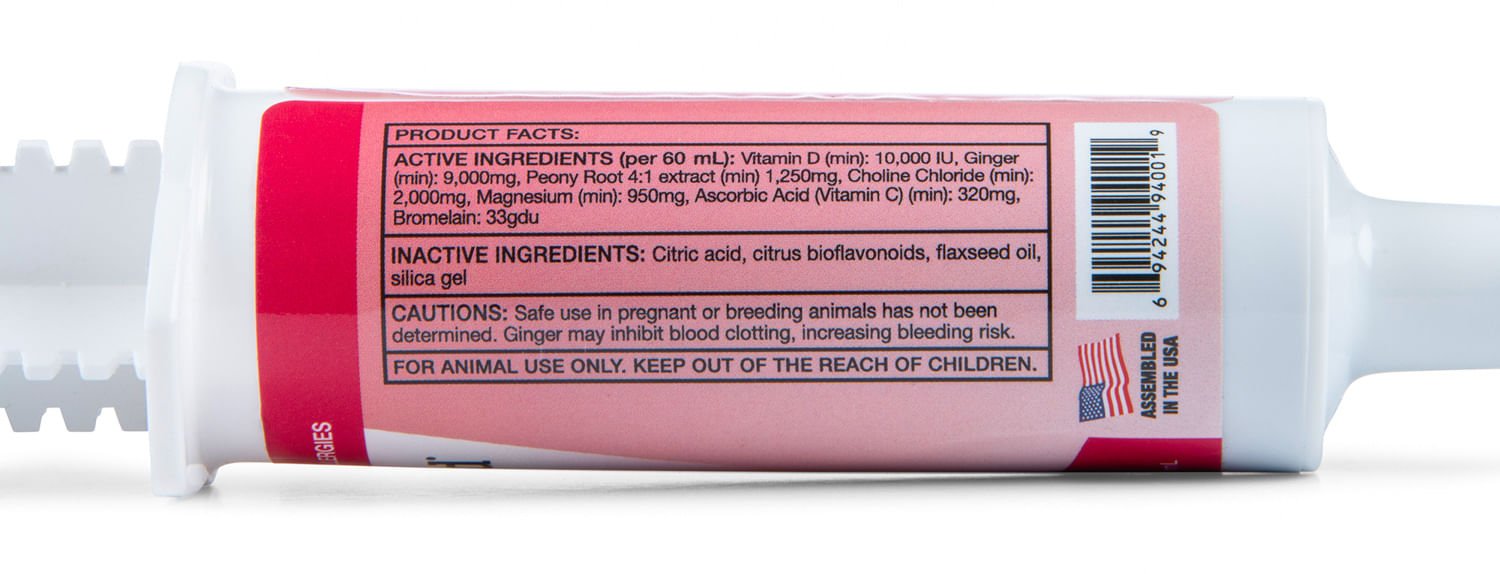 PRODUCT FACTS:
ACTIVE INGREDIENTS (per 60 mL): Vitamin D (min): 10,000 IU, Ginger
(min): 9,000mg, Peony Root 4:1 extract (min) 1,250mg, Choline Chloride (min):
2,000mg, Magnesium (min): 950mg, Ascorbic Acid (Vitamin C) (min): 320mg,
Bromelain: 33gdu
INACTIVE INGREDIENTS: Citric acid, citrus bioflavonoids, flaxseed oil,
silica gel
CAUTIONS: Safe use in pregnant or breeding animals has not been
determined. Ginger may inhibit blood clotting, increasing bleeding risk.
FOR ANIMAL USE ONLY. KEEP OUT OF THE REACH OF CHILDREN.
6 94244 94001 9
ASSEMBLED
IN THE USA